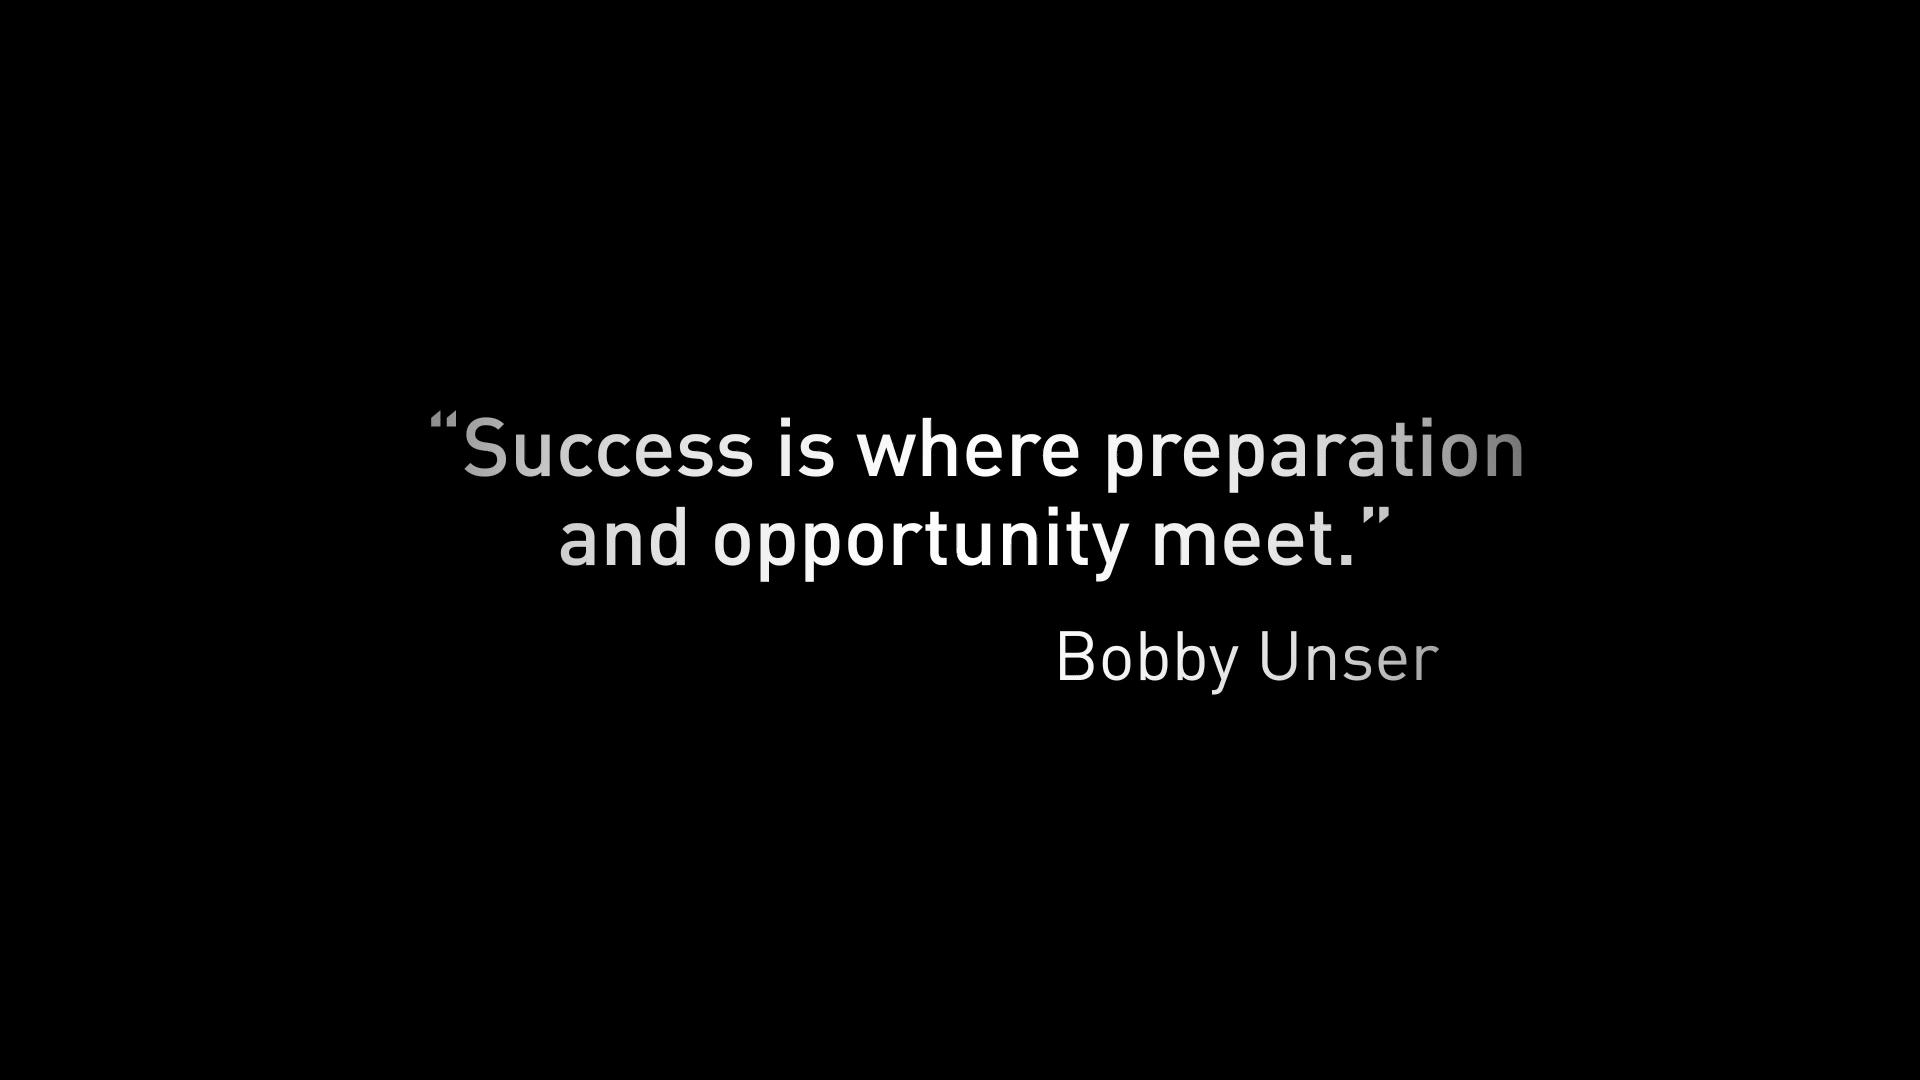 “Success is where preparation
and opportunity meet.”
Bobby Unser